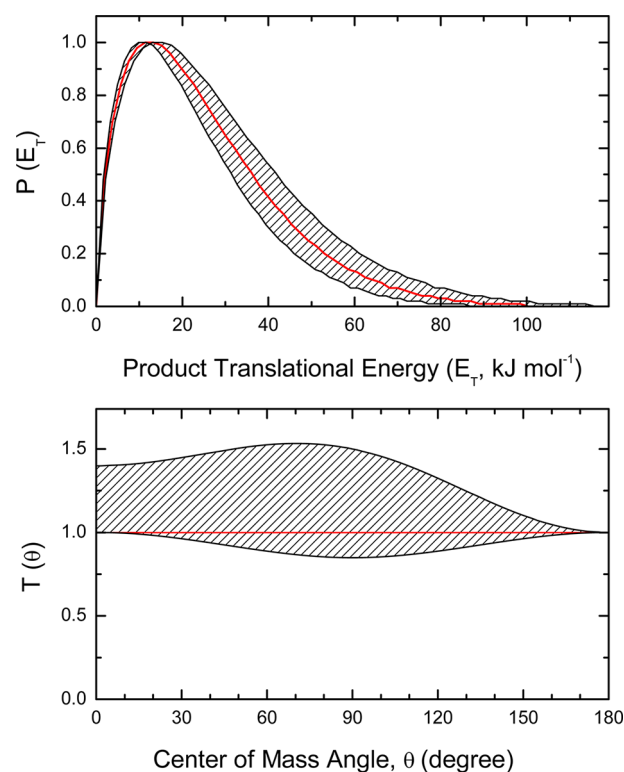 1.0
0.8
0.6
0.4
0.2
0.0
P (E_T)
0 20 40 60 80 100
Product Translational Energy (E_T, kJ mol⁻¹)
1.5
1.0
0.5
0.0
T (θ)
0 30 60 90 120 150 180
Center of Mass Angle, θ (degree)